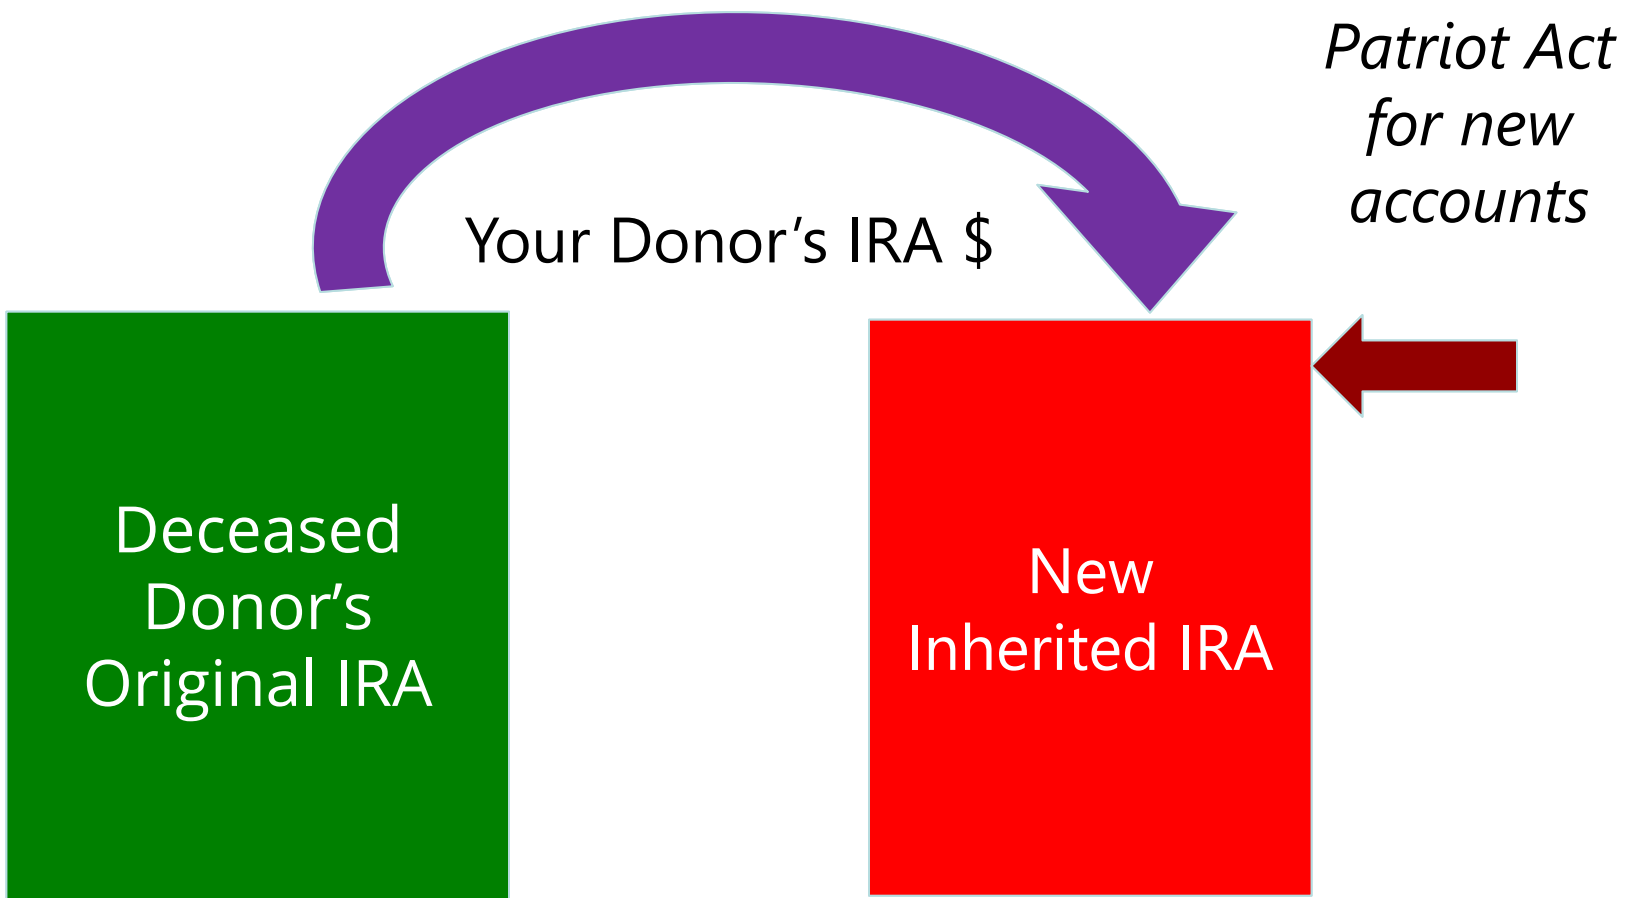 Patriot Act
for new
accounts
Your Donor’s IRA $
Deceased
Donor’s
Original IRA
New
Inherited IRA